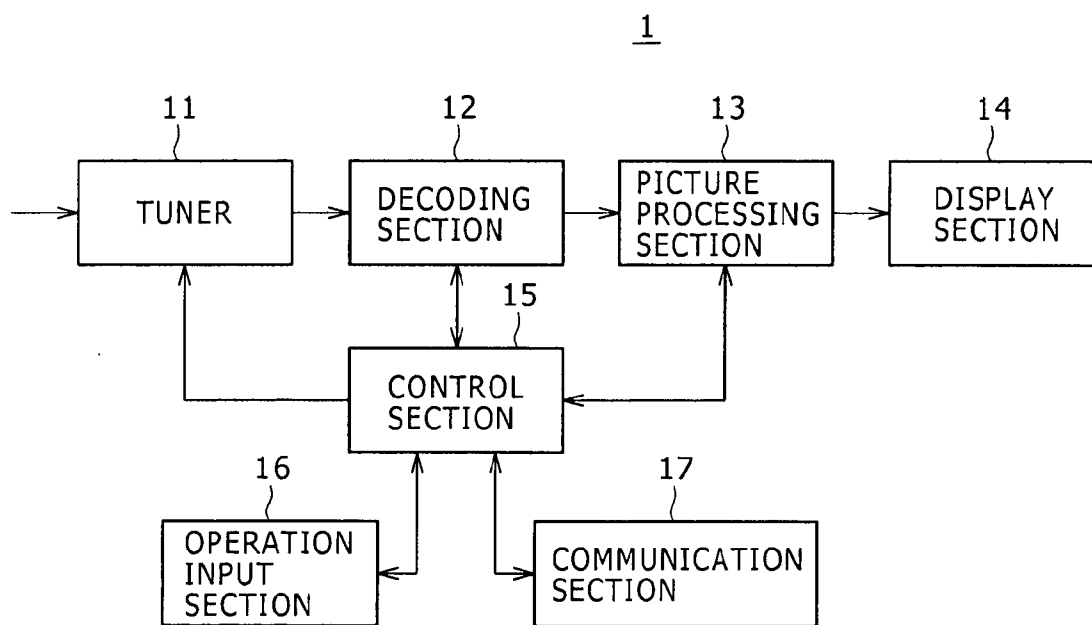 1
11
12
13
14
TUNER
DECODING
SECTION
PICTURE
PROCESSING
SECTION
DISPLAY
SECTION
15
CONTROL
SECTION
16
17
OPERATION
INPUT
SECTION
COMMUNICATION
SECTION